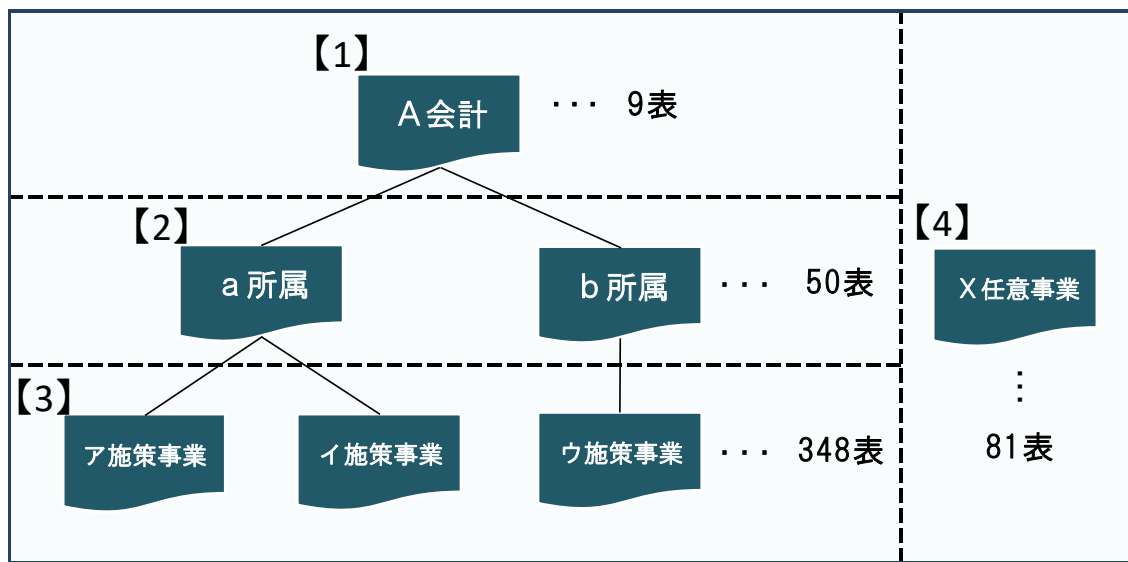 【1】
A会計 ･･･ 9表
【2】
a所属 b所属 ･･･ 50表
【3】
ア施策事業 イ施策事業 ウ施策事業 ･･･ 348表
【4】
X任意事業
⋮
81表